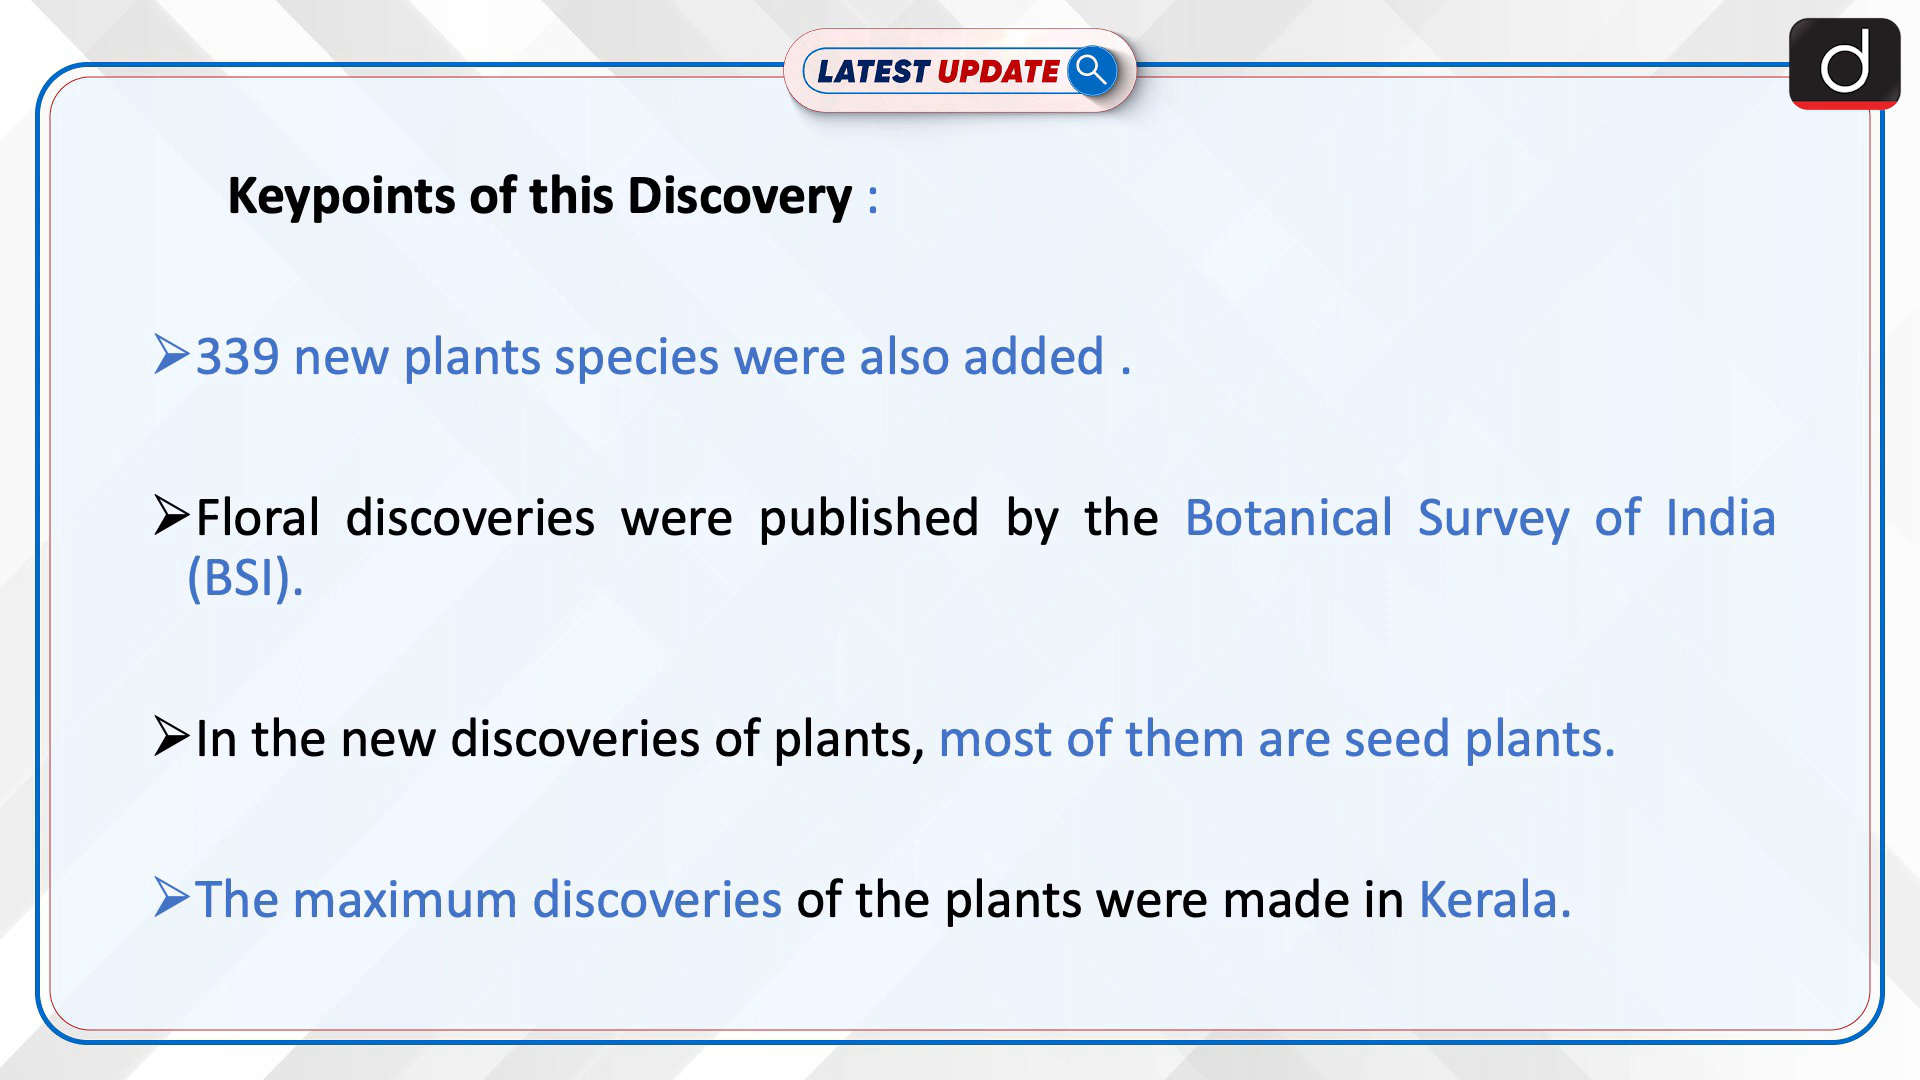 LATEST UPDATE
d
Keypoints of this Discovery :
➢339 new plants species were also added .
➢Floral discoveries were published by the Botanical Survey of India
(BSI).
➢In the new discoveries of plants, most of them are seed plants.
➢The maximum discoveries of the plants were made in Kerala.